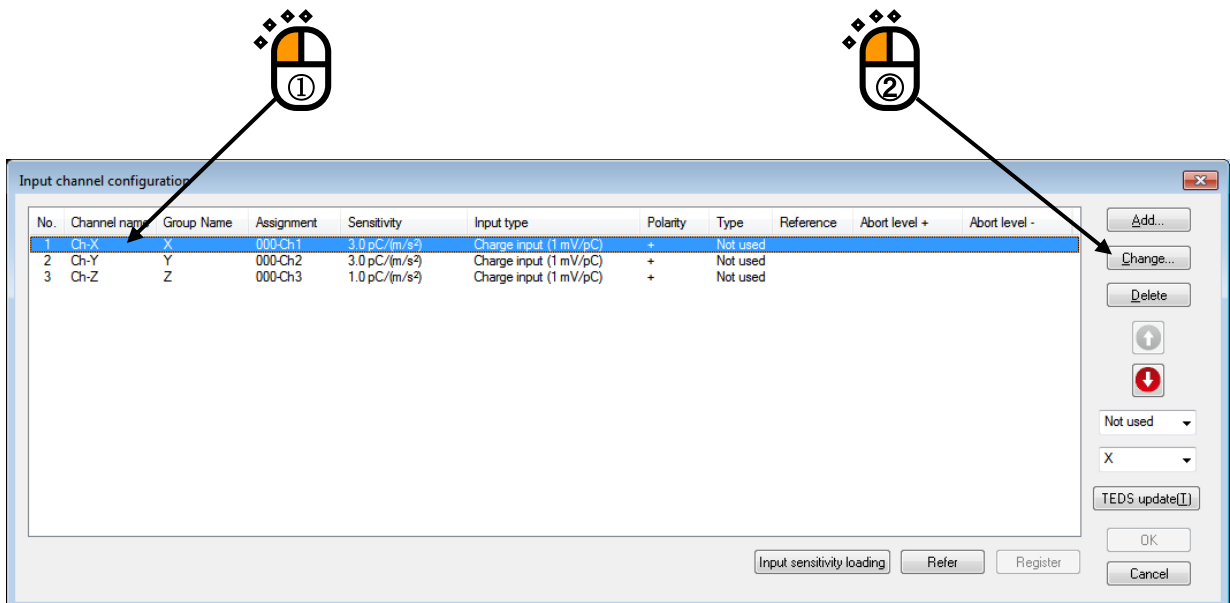 ① ②
Input channel configuration
No. Channel name Group Name Assignment Sensitivity Input type Polarity Type Reference Abort level + Abort level -
1 Ch-X X 000-Ch1 3.0 pC/(m/s²) Charge input (1 mV/pC) + Not used
2 Ch-Y Y 000-Ch2 3.0 pC/(m/s²) Charge input (1 mV/pC) + Not used
3 Ch-Z Z 000-Ch3 1.0 pC/(m/s²) Charge input (1 mV/pC) + Not used
Add...
Change...
Delete
Not used
X
TEDS update(T)
OK
Input sensitivity loading Refer Register
Cancel